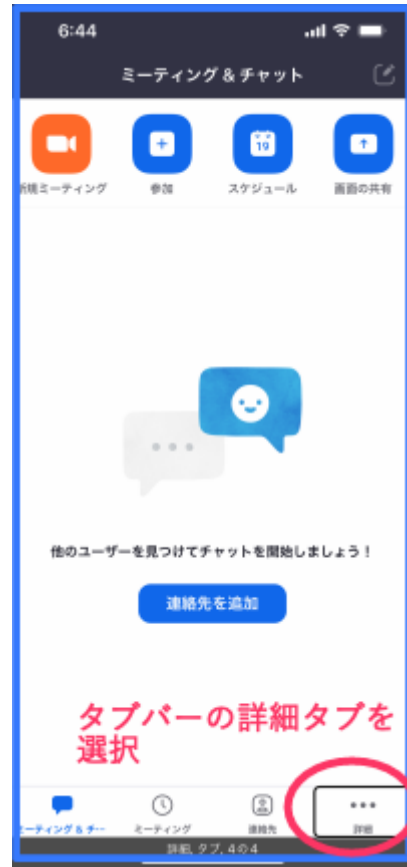 6:44
ミーティング & チャット
19
新規ミーティング
参加
スケジュール
画面の共有
他のユーザーを見つけてチャットを開始しましょう！
連絡先を追加
タブバーの詳細タブを
選択
ミーティング & チ…
ミーティング
連絡先
詳細
詳細, タブ, 4の4